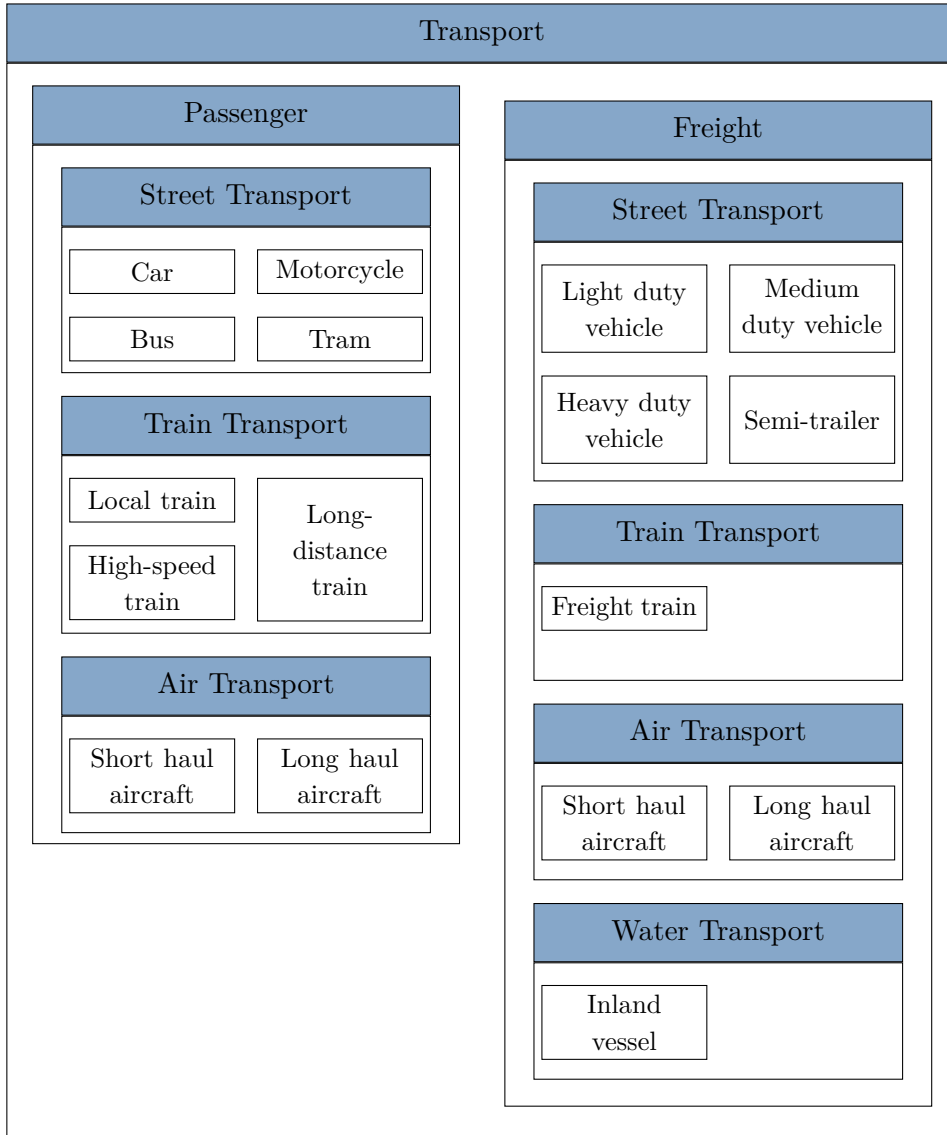 Transport
Passenger
Street Transport
Car
Motorcycle
Bus
Tram
Train Transport
Local train
High-speed
train
Long-
distance
train
Air Transport
Short haul
aircraft
Long haul
aircraft
Freight
Street Transport
Light duty
vehicle
Medium
duty vehicle
Heavy duty
vehicle
Semi-trailer
Train Transport
Freight train
Air Transport
Short haul
aircraft
Long haul
aircraft
Water Transport
Inland
vessel